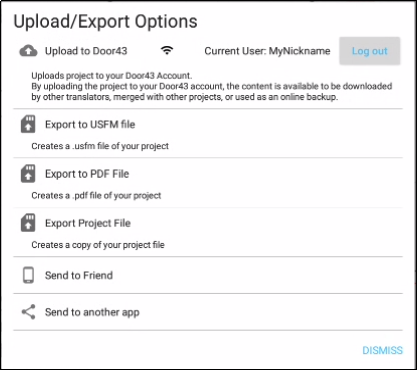 Upload/Export Options
Upload to Door43 Current User: MyNickname Log out
Uploads project to your Door43 Account.
By uploading the project to your Door43 account, the content is available to be downloaded
by other translators, merged with other projects, or used as an online backup.
Export to USFM file
Creates a .usfm file of your project
Export to PDF File
Creates a .pdf file of your project
Export Project File
Creates a copy of your project file
Send to Friend
Send to another app
DISMISS